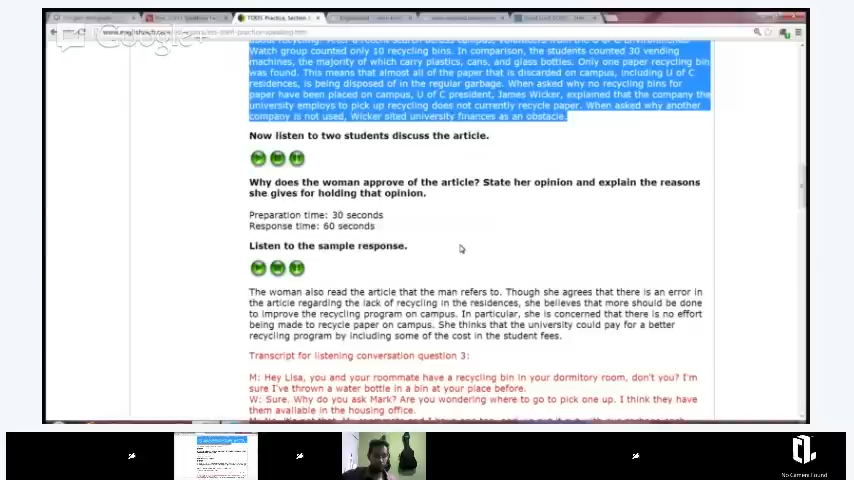 TOEFL Practice, Section
Google+
Watch group counted only 10 recycling bins. In comparison, the students counted 30 vending
machines, the majority of which carry plastics, cans, and glass bottles. Only one paper recycling bin
was found. This means that almost all of the paper that is discarded on campus, including U of C
residences, is being disposed of in the regular garbage. When asked why no recycling bins for
paper have been placed on campus, U of C president, James Wicker, explained that the company the
university employs to pick up recycling does not currently recycle paper. When asked why another
company is not used, Wicker sited university finances as an obstacle.
Now listen to two students discuss the article.
Why does the woman approve of the article? State her opinion and explain the reasons
she gives for holding that opinion.
Preparation time: 30 seconds
Response time: 60 seconds
Listen to the sample response.
The woman also read the article that the man refers to. Though she agrees that there is an error in
the article regarding the lack of recycling in the residences, she believes that more should be done
to improve the recycling program on campus. In particular, she is concerned that there is no effort
being made to recycle paper on campus. She thinks that the university could pay for a better
recycling program by including some of the cost in the student fees.
Transcript for listening conversation question 3:
M: Hey Lisa, you and your roommate have a recycling bin in your dormitory room, don't you? I'm
sure I've thrown a water bottle in a bin at your place before.
W: Sure. Why do you ask Mark? Are you wondering where to go to pick one up. I think they have
them available in the housing office.
No Camera Found